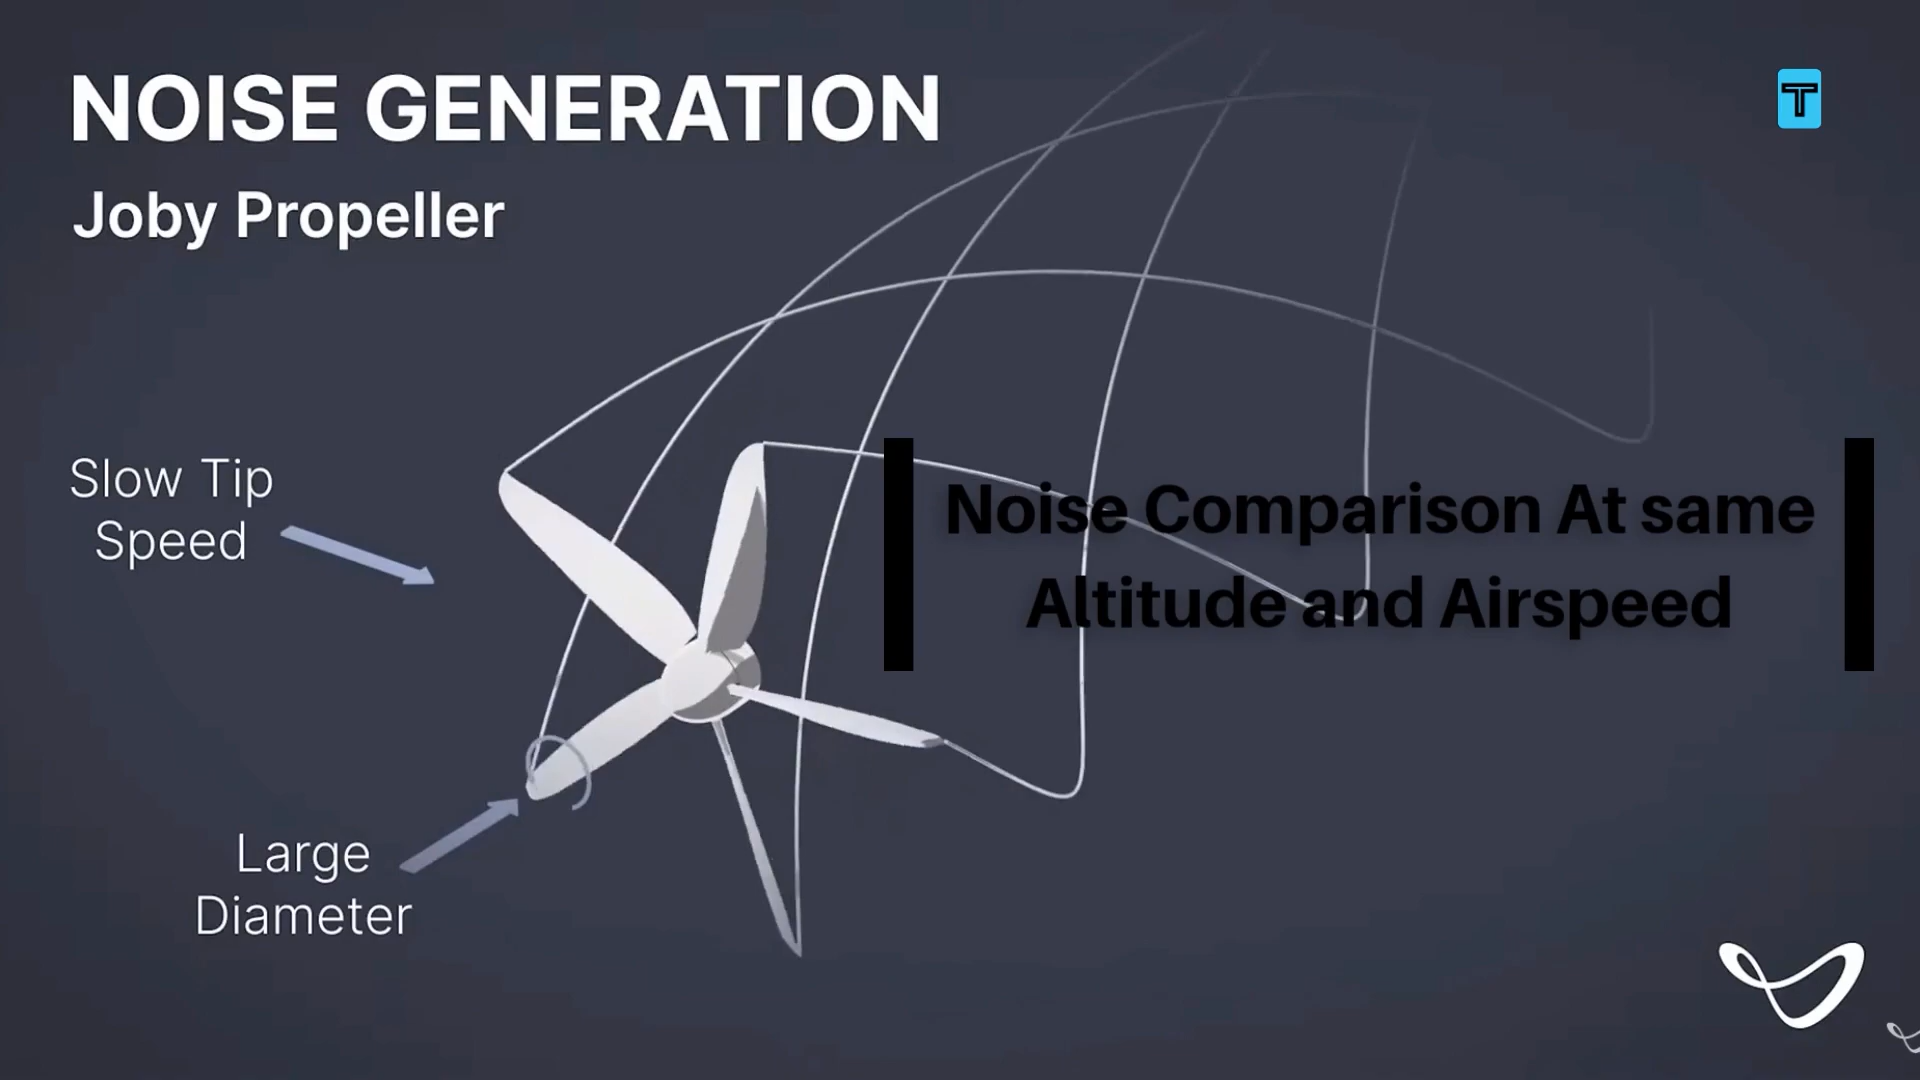 NOISE GENERATION
T
Joby Propeller
Slow Tip
Speed
Noise Comparison At same
Altitude and Airspeed
Large
Diameter